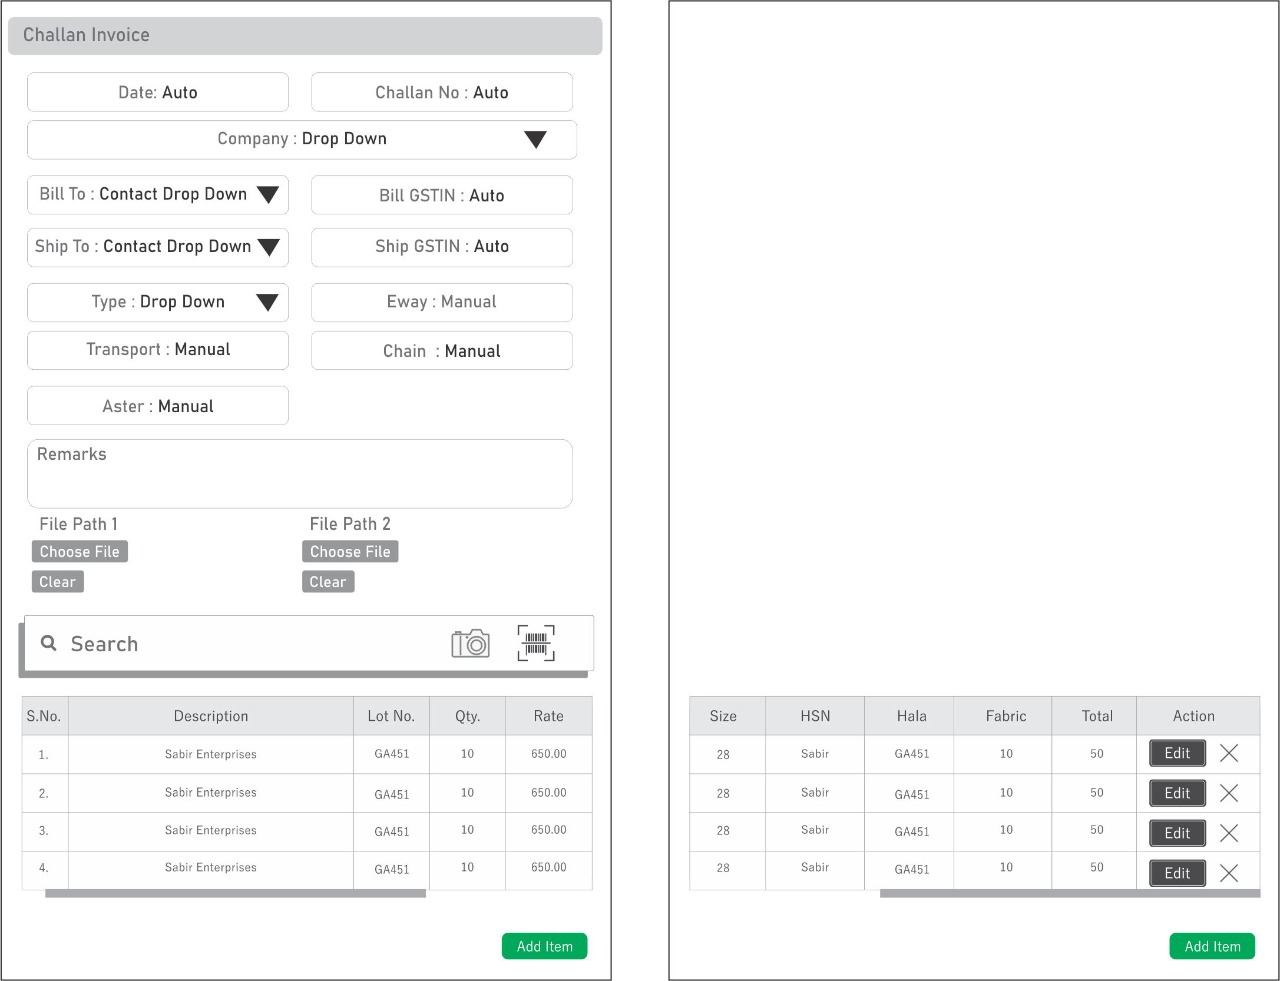 Challan Invoice
Date: Auto
Challan No : Auto
Company : Drop Down
Bill To : Contact Drop Down
Bill GSTIN : Auto
Ship To : Contact Drop Down
Ship GSTIN : Auto
Type : Drop Down
Eway : Manual
Transport : Manual
Chain : Manual
Aster : Manual
Remarks
File Path 1
File Path 2
Choose File
Choose File
Clear
Clear
Search
S.No. Description Lot No. Qty. Rate
1. Sabir Enterprises GA451 10 650.00
2. Sabir Enterprises GA451 10 650.00
3. Sabir Enterprises GA451 10 650.00
4. Sabir Enterprises GA451 10 650.00
Add Item
Size HSN Hala Fabric Total Action
28 Sabir GA451 10 50 Edit
28 Sabir GA451 10 50 Edit
28 Sabir GA451 10 50 Edit
28 Sabir GA451 10 50 Edit
Add Item